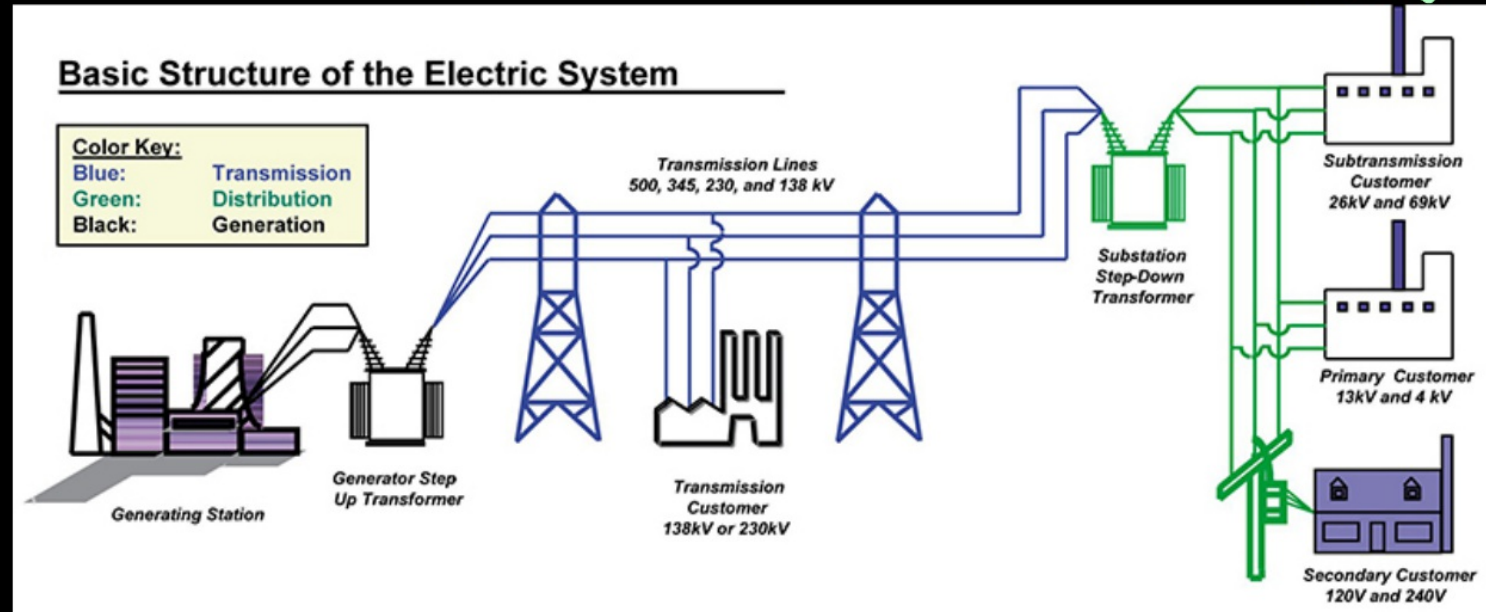 Basic Structure of the Electric System
Color Key:
Blue: Transmission
Green: Distribution
Black: Generation
Transmission Lines
500, 345, 230, and 138 kV
Subtransmission
Customer
26kV and 69kV
Substation
Step-Down
Transformer
Primary Customer
13kV and 4 kV
Generating Station
Generator Step
Up Transformer
Transmission
Customer
138kV or 230kV
Secondary Customer
120V and 240V